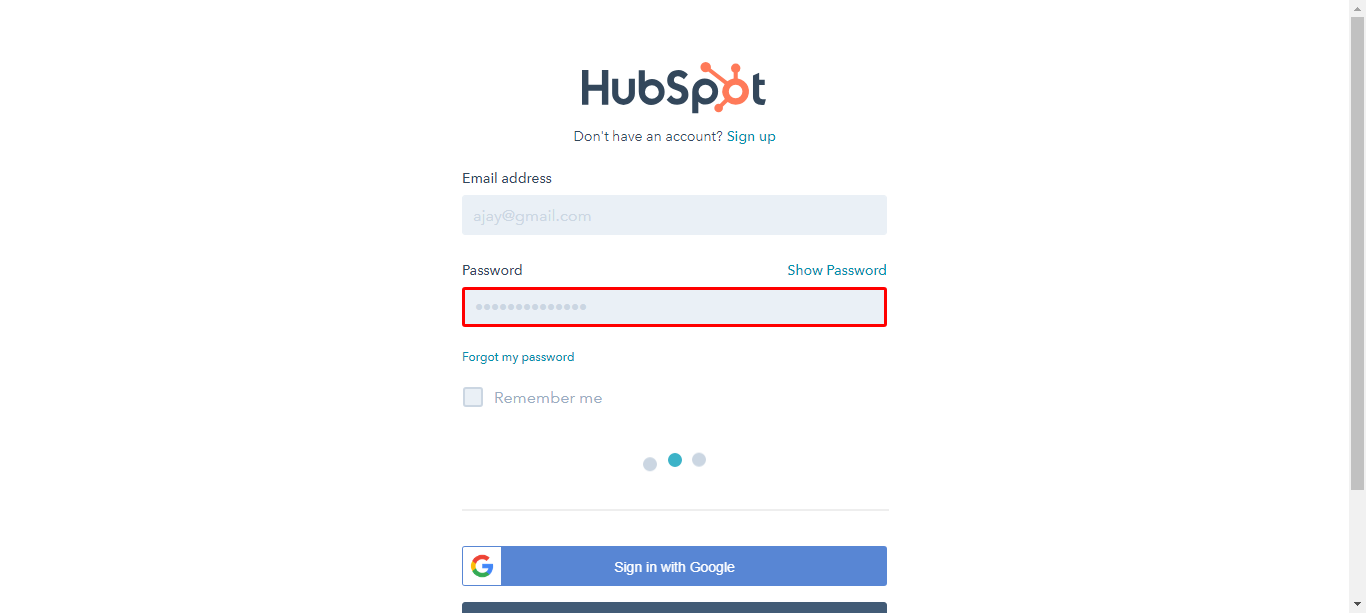 HubSpot
Don't have an account? Sign up
Email address
ajay@gmail.com
Password Show Password
Forgot my password
Remember me
Sign in with Google